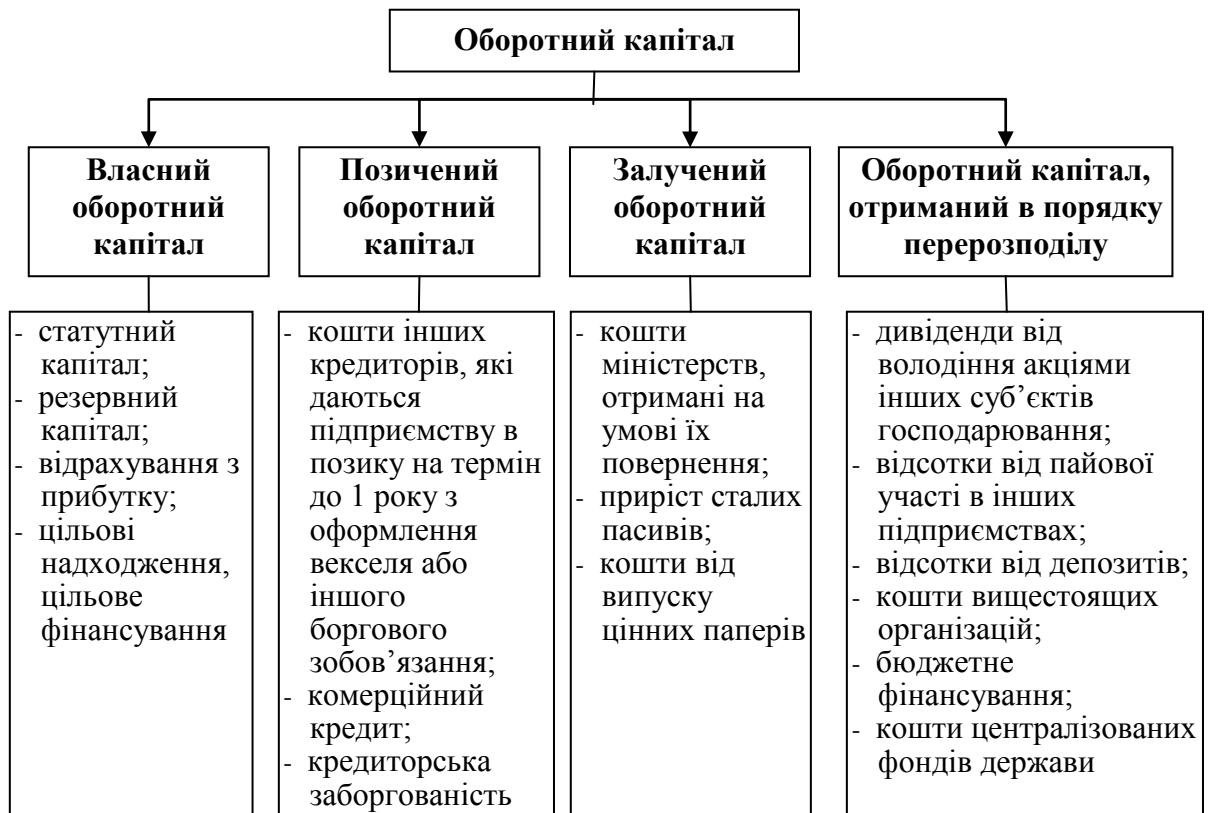 Оборотний капітал
Власний
оборотний
капітал
Позичений
оборотний
капітал
Залучений
оборотний
капітал
Оборотний капітал,
отриманий в порядку
перерозподілу
- статутний
капітал;
- резервний
капітал;
- відрахування з
прибутку;
- цільові
надходження,
цільове
фінансування
- кошти інших
кредиторів, які
даються
підприємству в
позику на термін
до 1 року з
оформлення
векселя або
іншого
боргового
зобов’язання;
- комерційний
кредит;
- кредиторська
заборгованість
- кошти
міністерств,
отримані на
умові їх
повернення;
- приріст сталих
пасивів;
- кошти від
випуску
цінних паперів
- дивіденди від
володіння акціями
інших суб’єктів
господарювання;
- відсотки від пайової
участі в інших
підприємствах;
- відсотки від депозитів;
- кошти вищестоящих
організацій;
- бюджетне
фінансування;
- кошти централізованих
фондів держави